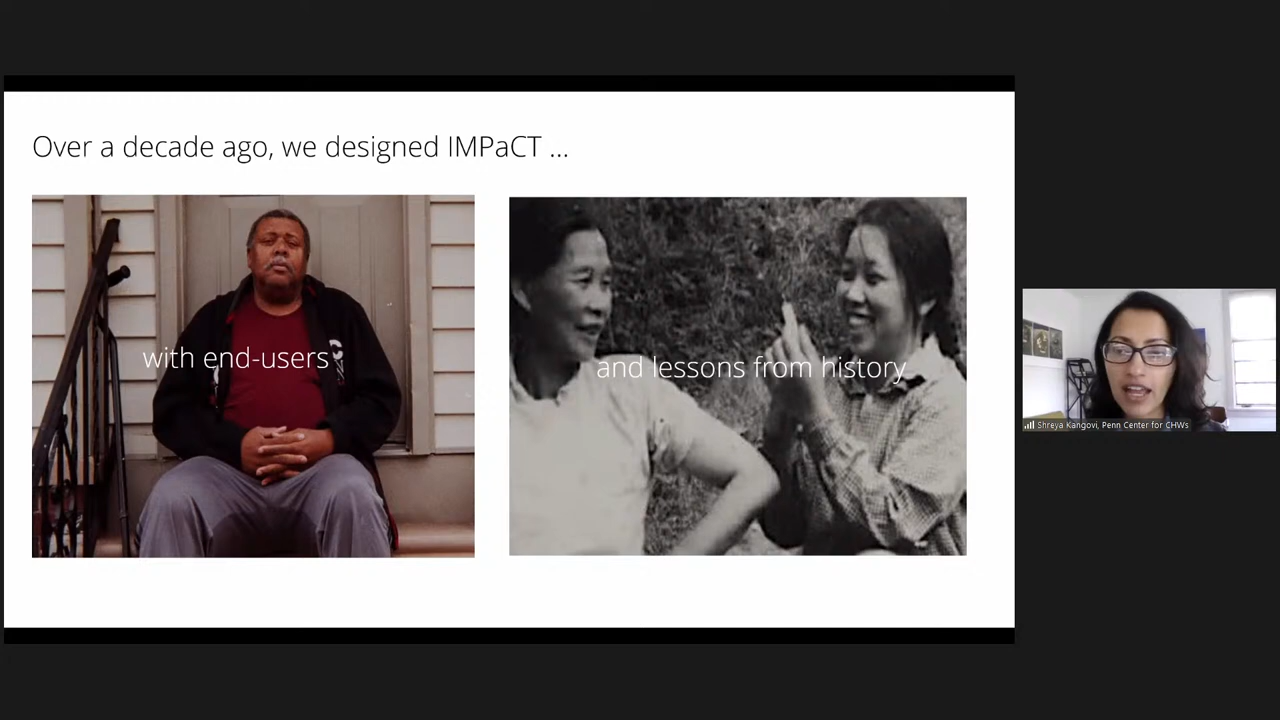 Over a decade ago, we designed IMPaCT ...
with end-users
and lessons from history
Shreya Kangovi, Penn Center for CHWs